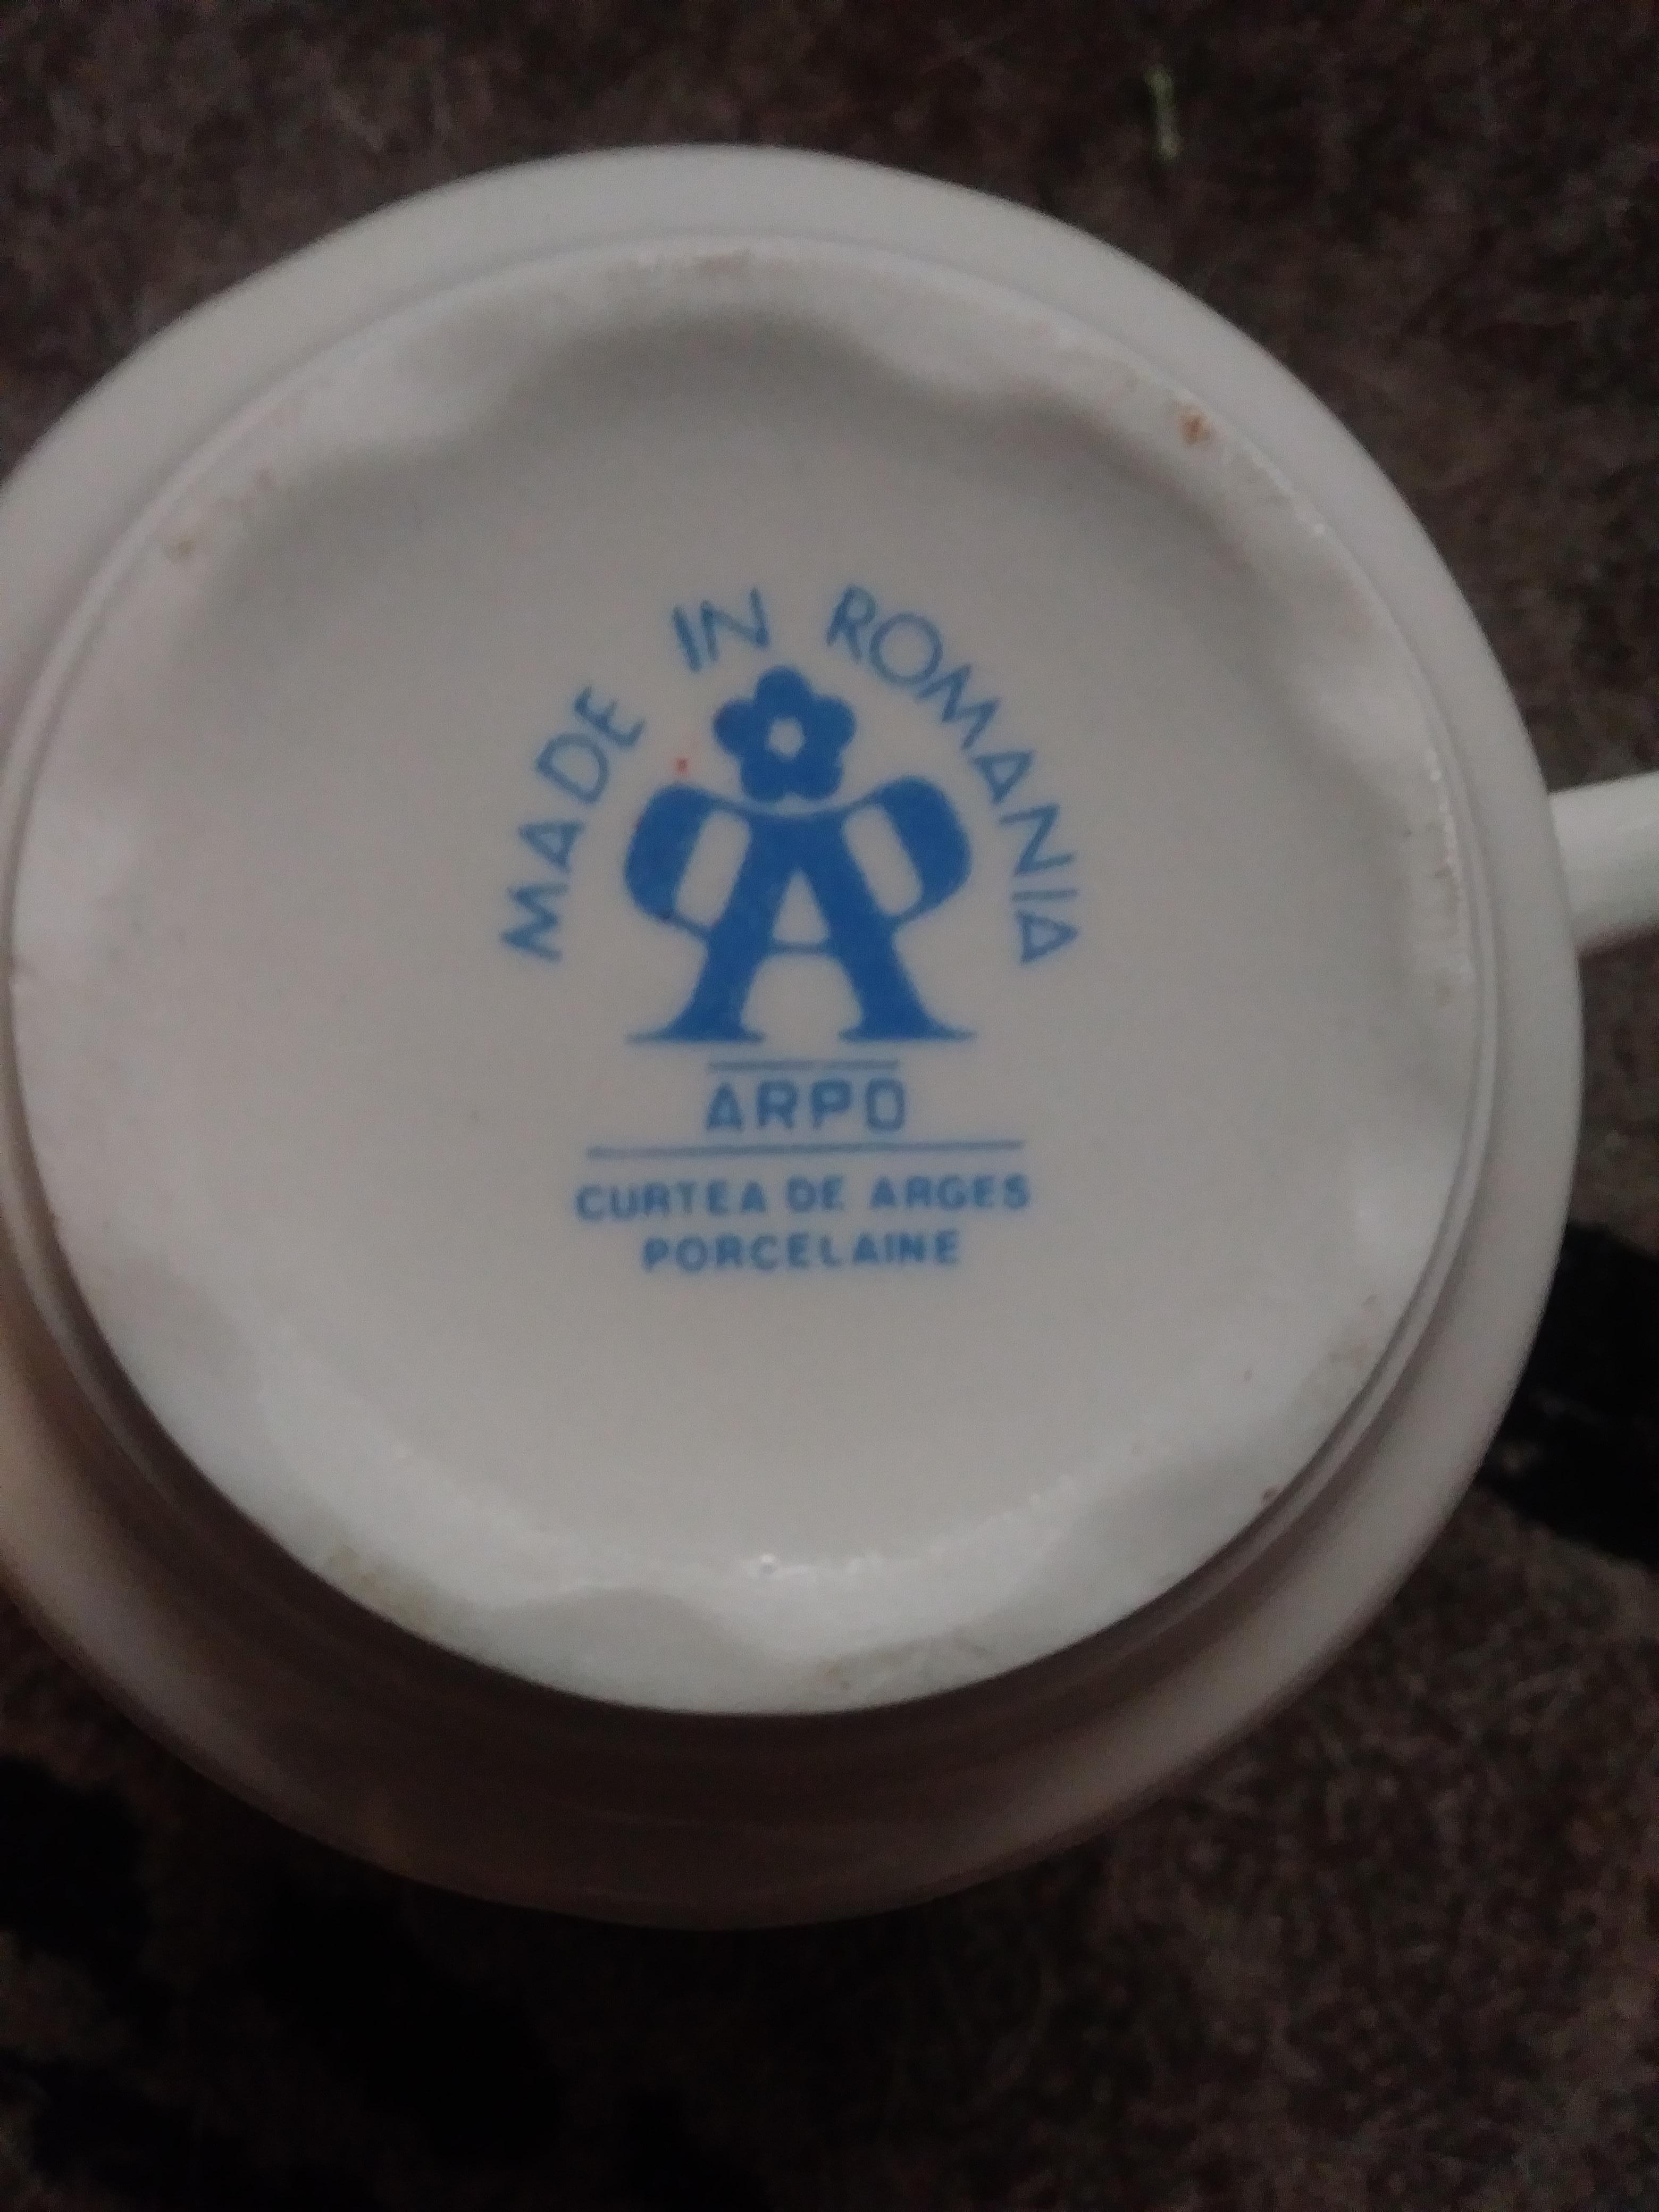 MADE IN ROMANIA
ARPO
CURTEA DE ARGES
PORCELAINE